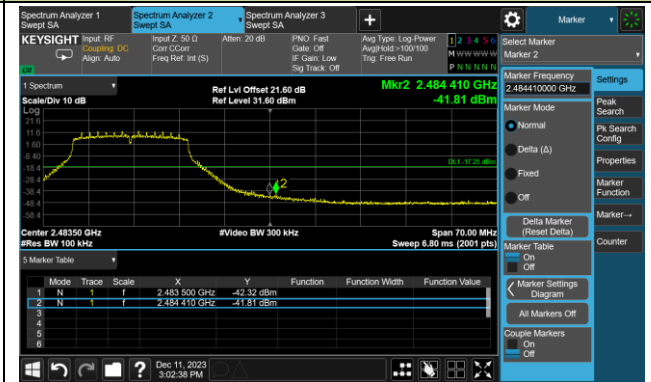 Spectrum Analyzer 1
Swept SA
Spectrum Analyzer 2
Swept SA
Spectrum Analyzer 3
Swept SA
+
Marker
KEYSIGHT
Input: RF
Coupling: DC
Align: Auto
Input Z: 50 Ω
Corr CCorr
Freq Ref: Int (S)
Atten: 20 dB
PNO: Fast
Gate: Off
IF Gain: Low
Sig Track: Off
Avg Type: Log-Power
Avg|Hold:>100/100
Trig: Free Run
1 2 3 4 5 6
M W W W W W
P N N N N N
Select Marker
Marker 2
1 Spectrum
Scale/Div 10 dB
Ref Lvl Offset 21.60 dB
Ref Level 31.60 dBm
Mkr2 2.484 410 GHz
-41.81 dBm
Log
21.6
11.6
1.60
-8.40
-18.4
-28.4
-38.4
-48.4
-58.4
DL1 -17.25 dBm
2
Center 2.48350 GHz
#Res BW 100 kHz
#Video BW 300 kHz
Span 70.00 MHz
Sweep 6.80 ms (2001 pts)
5 Marker Table
Mode Trace Scale X Y Function Function Width Function Value
1 N 1 f 2.483 500 GHz -42.32 dBm
2 N 1 f 2.484 410 GHz -41.81 dBm
3
4
5
6
Marker Frequency
2.484410000 GHz
Marker Mode
Normal
Delta (Δ)
Fixed
Off
Delta Marker
(Reset Delta)
Marker Table
On
Off
Marker Settings
Diagram
All Markers Off
Couple Markers
On
Off
Settings
Peak
Search
Pk Search
Config
Properties
Marker
Function
Marker→
Counter
?
Dec 11, 2023
3:02:38 PM